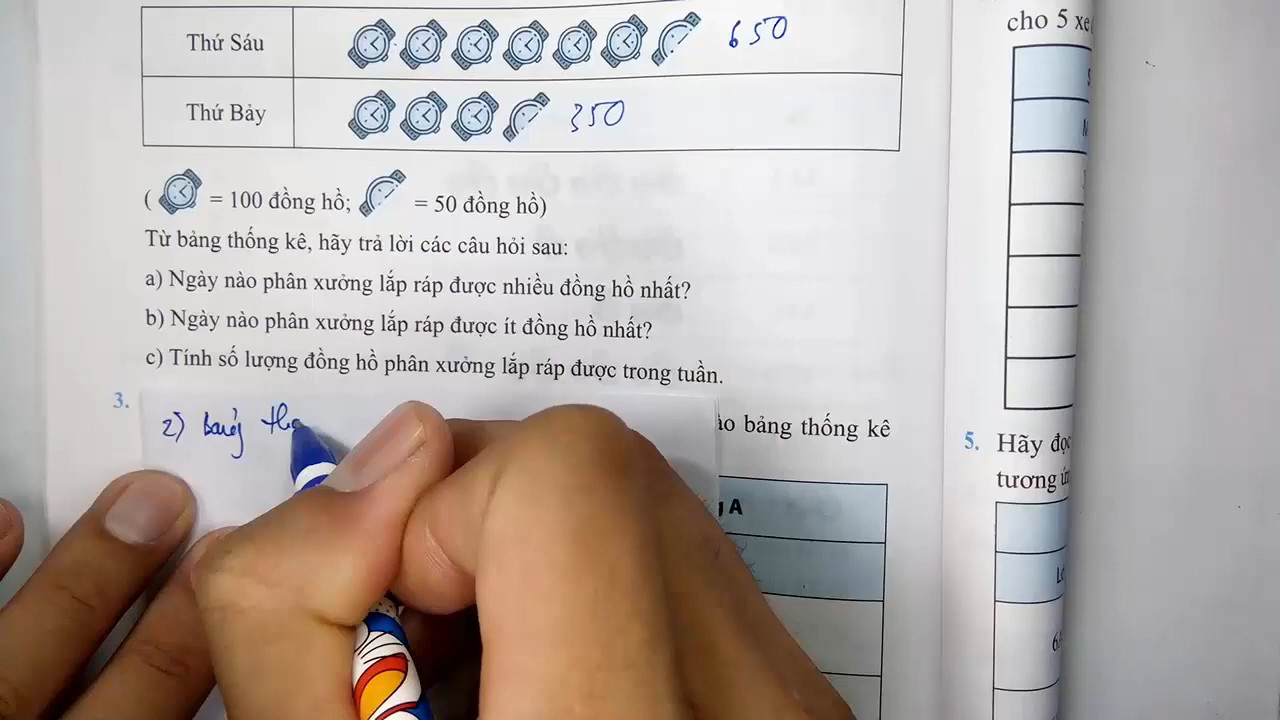 Thứ Sáu 650
Thứ Bảy 350
( = 100 đồng hồ; = 50 đồng hồ)
Từ bảng thống kê, hãy trả lời các câu hỏi sau:
a) Ngày nào phân xưởng lắp ráp được nhiều đồng hồ nhất?
b) Ngày nào phân xưởng lắp ráp được ít đồng hồ nhất?
c) Tính số lượng đồng hồ phân xưởng lắp ráp được trong tuần.
3.
2)
bảng thống kê
A
cho 5 xe
5. Hãy đọc
tương